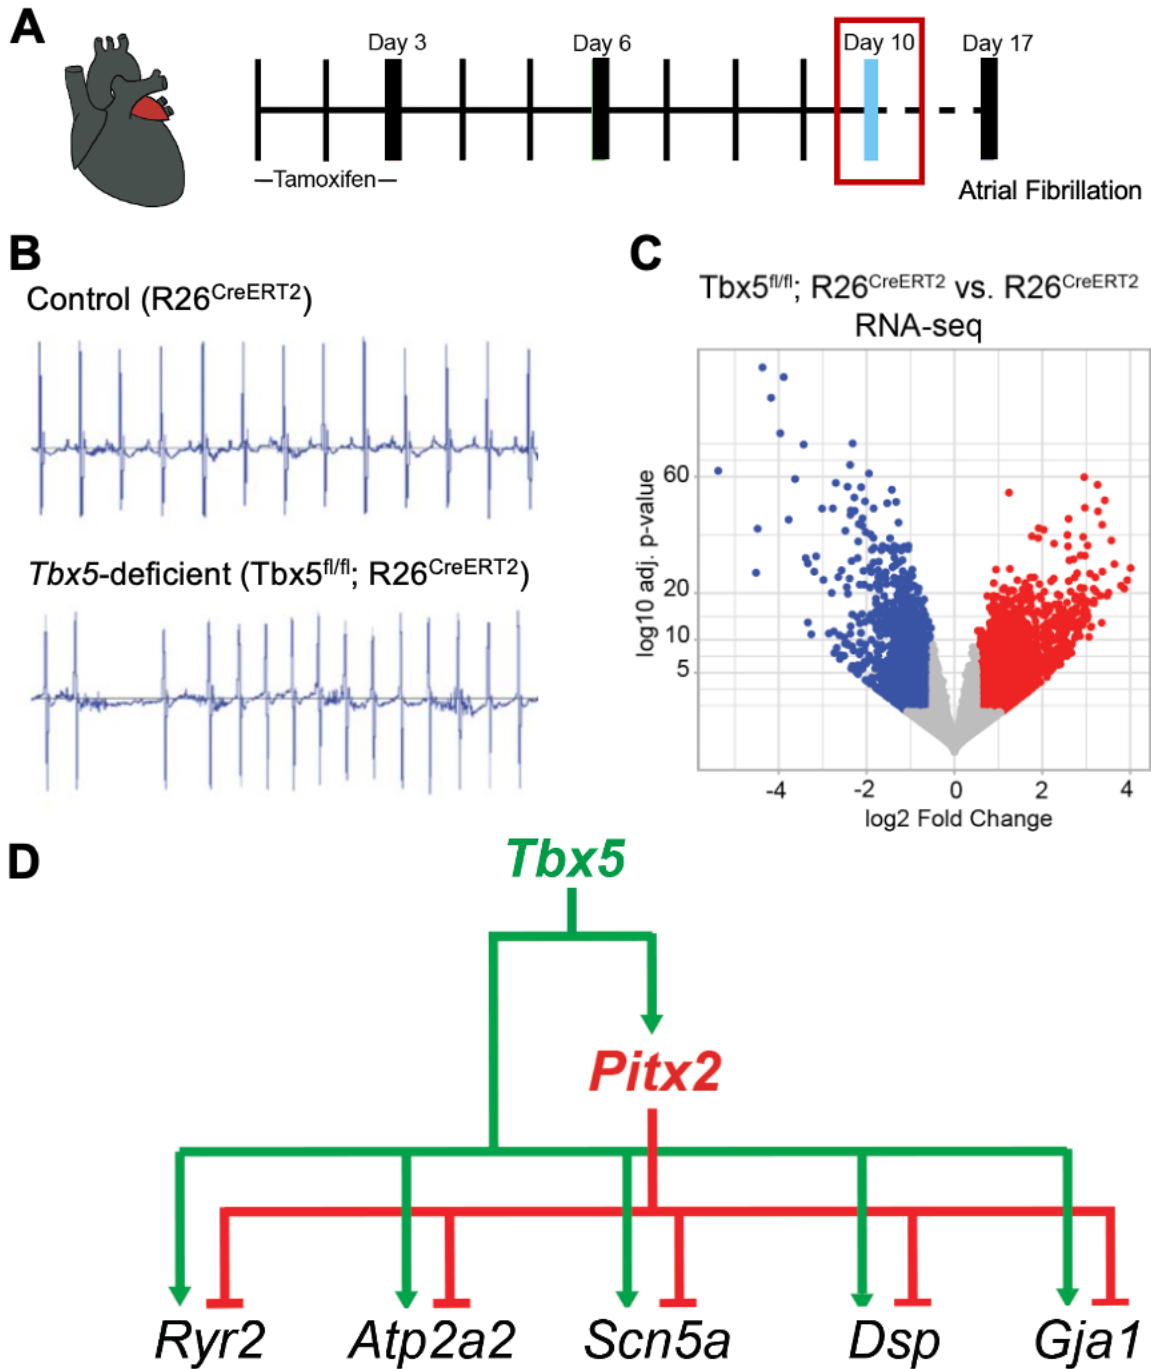 A
Day 3
Day 6
Day 10
Day 17
—Tamoxifen—
Atrial Fibrillation
B
Control (R26CreERT2)
Tbx5-deficient (Tbx5fl/fl; R26CreERT2)
C
Tbx5fl/fl; R26CreERT2 vs. R26CreERT2
RNA-seq
log10 adj. p-value
60
20
10
5
-4
-2
0
2
4
log2 Fold Change
D
Tbx5
Pitx2
Ryr2
Atp2a2
Scn5a
Dsp
Gja1